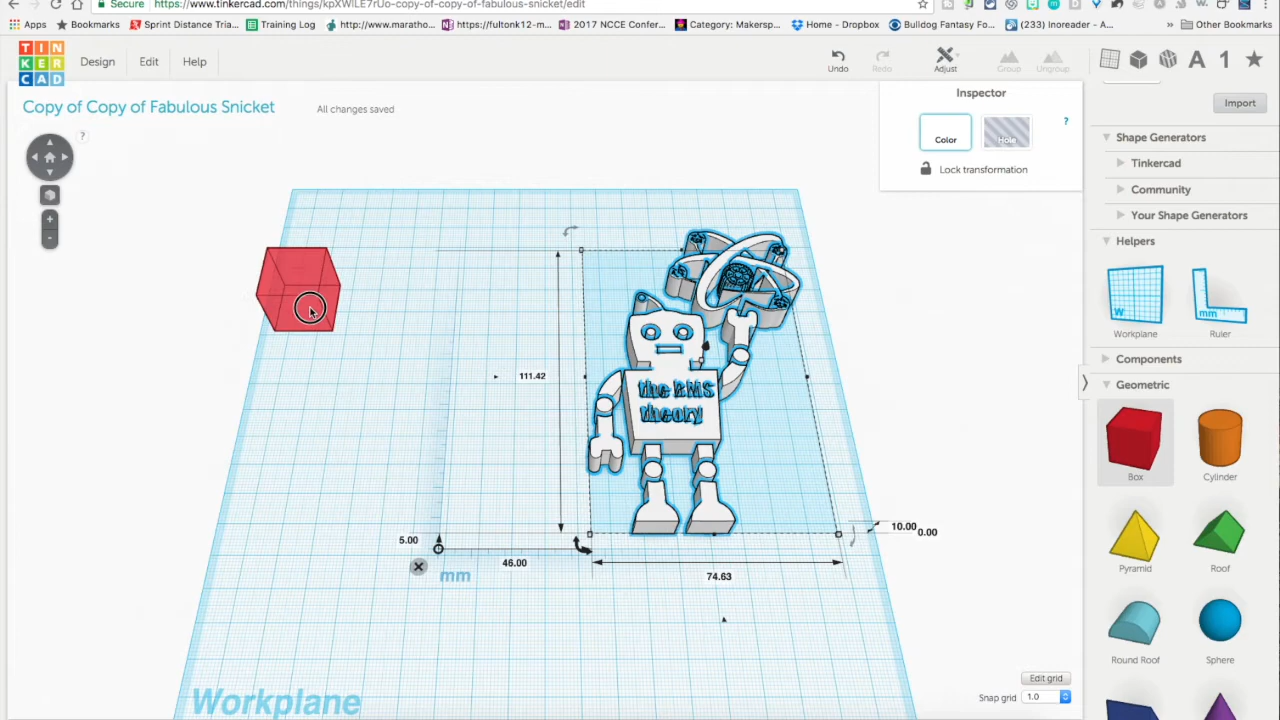 Secure https://www.tinkercad.com/things/kpXWlLE7rUo-copy-of-copy-of-fabulous-snicket/edit
Apps Bookmarks Sprint Distance Tria... Training Log http://www.maratho... https://fultonk12-m... 2017 NCCE Confer... Category: Makersp... Home - Dropbox Bulldog Fantasy Fo... (233) Inoreader - A... » Other Bookmarks
TIN
KER
CAD
Design Edit Help
Undo Redo Adjust Group Ungroup
Copy of Copy of Fabulous Snicket All changes saved
Inspector
Color Hole ?
Lock transformation
?
+
-
Import
Shape Generators
Tinkercad
Community
Your Shape Generators
Helpers
W mm
Workplane Ruler
Components
Geometric
Box Cylinder
Pyramid Roof
Round Roof Sphere
the RMS
theory
111.42
5.00
46.00
mm
74.63
10.00
0.00
Workplane
Edit grid
Snap grid 1.0